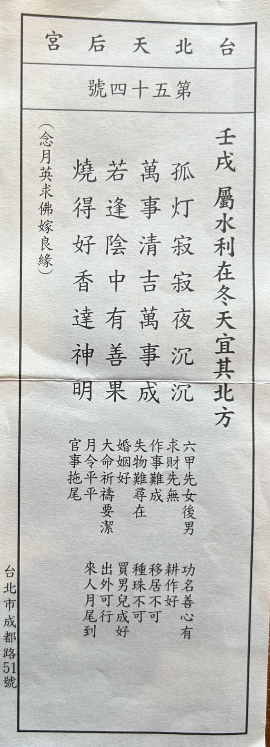 台北天后宮
第五十四號
壬戌 屬水利在冬天宜其北方
孤灯寂寂夜沉沉
萬事清吉萬事成
若逢陰中有善果
燒得好香達神明
(念月英求佛嫁良緣)
六甲先女後男
求財先無
作事難成
失物難尋在
婚姻好
大命祈禱要潔
月令平平
官事拖尾
功名善心有
耕作好
移居不可
種珠不可
買男兒成好
出外可行
來人月尾到
台北市成都路51號